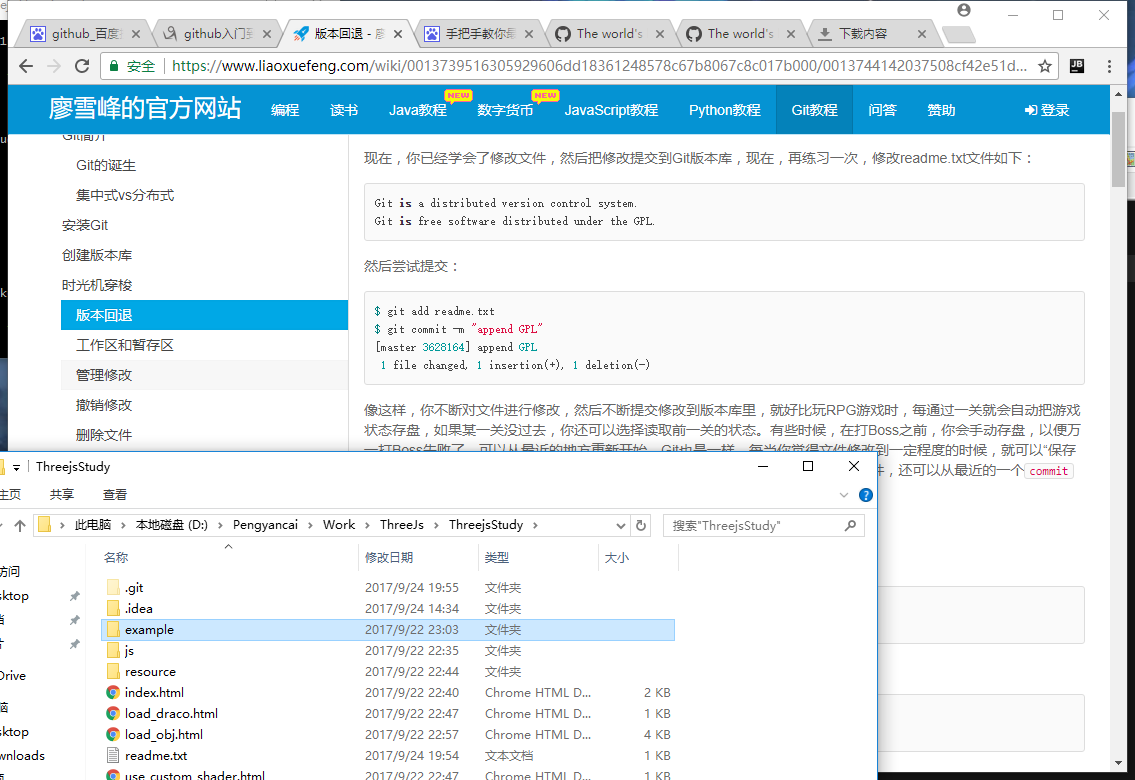 github_百度
github入门到
版本回退 - 廖
手把手教你
The world's
The world's
下载内容
安全
https://www.liaoxuefeng.com/wiki/0013739516305929606dd18361248578c67b8067c8c017b000/0013744142037508cf42e51d...
廖雪峰的官方网站
编程
读书
Java教程
NEW
数字货币
NEW
JavaScript教程
Python教程
Git教程
问答
赞助
登录
Git简介
Git的诞生
集中式vs分布式
安装Git
创建版本库
时光机穿梭
版本回退
工作区和暂存区
管理修改
撤销修改
删除文件
现在，你已经学会了修改文件，然后把修改提交到Git版本库，现在，再练习一次，修改readme.txt文件如下：
Git is a distributed version control system.
Git is free software distributed under the GPL.
然后尝试提交：
$ git add readme.txt
$ git commit -m "append GPL"
[master 3628164] append GPL
1 file changed, 1 insertion(+), 1 deletion(-)
像这样，你不断对文件进行修改，然后不断提交修改到版本库里，就好比玩RPG游戏时，每通过一关就会自动把游戏
状态存盘，如果某一关没过去，你还可以选择读取前一关的状态。有些时候，在打Boss之前，你会手动存盘，以便万
一打Boss失败了，可以从最近的地方重新开始。Git也是一样，每当你觉得文件修改到一定程度的时候，就可以“保存
，还可以从最近的一个 commit
ThreejsStudy
主页
共享
查看
此电脑 › 本地磁盘 (D:) › Pengyancai › Work › ThreeJs › ThreejsStudy ›
搜索"ThreejsStudy"
名称
修改日期
类型
大小
访问
sktop
Drive
sktop
wnloads
.git 2017/9/24 19:55 文件夹
.idea 2017/9/24 14:34 文件夹
example 2017/9/22 23:03 文件夹
js 2017/9/22 22:35 文件夹
resource 2017/9/22 22:44 文件夹
index.html 2017/9/22 22:40 Chrome HTML D... 2 KB
load_draco.html 2017/9/22 22:47 Chrome HTML D... 1 KB
load_obj.html 2017/9/22 22:57 Chrome HTML D... 4 KB
readme.txt 2017/9/24 19:54 文本文档 1 KB
use_custom_shader.html 2017/9/22 22:47 Chrome HTML D... 1 KB